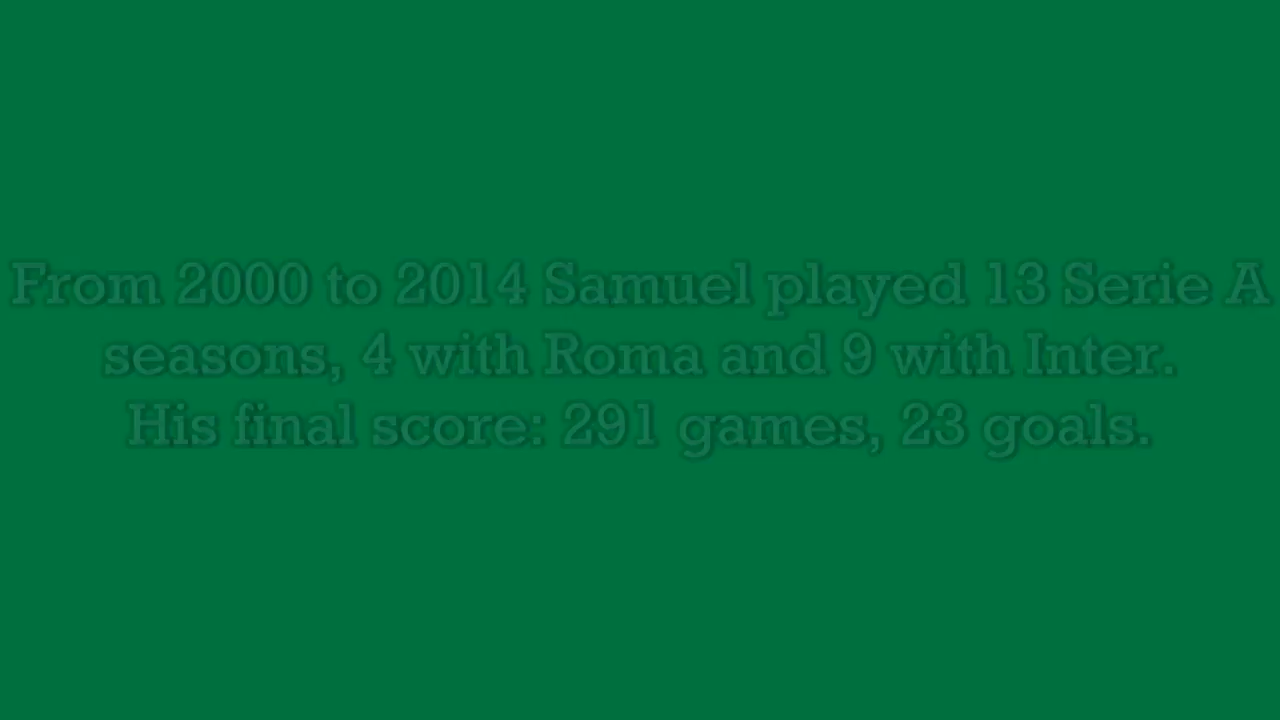 From 2000 to 2014 Samuel played 13 Serie A
seasons, 4 with Roma and 9 with Inter.
His final score: 291 games, 23 goals.